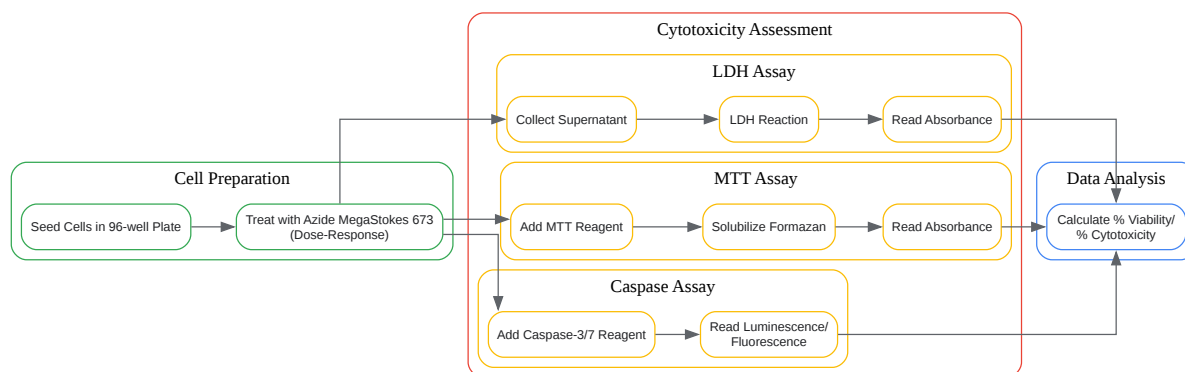 Cytotoxicity Assessment
LDH Assay
Collect Supernatant
LDH Reaction
Read Absorbance
Cell Preparation
Seed Cells in 96-well Plate
Treat with Azide MegaStokes 673
(Dose-Response)
MTT Assay
Add MTT Reagent
Solubilize Formazan
Read Absorbance
Data Analysis
Calculate % Viability/
% Cytotoxicity
Caspase Assay
Add Caspase-3/7 Reagent
Read Luminescence/
Fluorescence